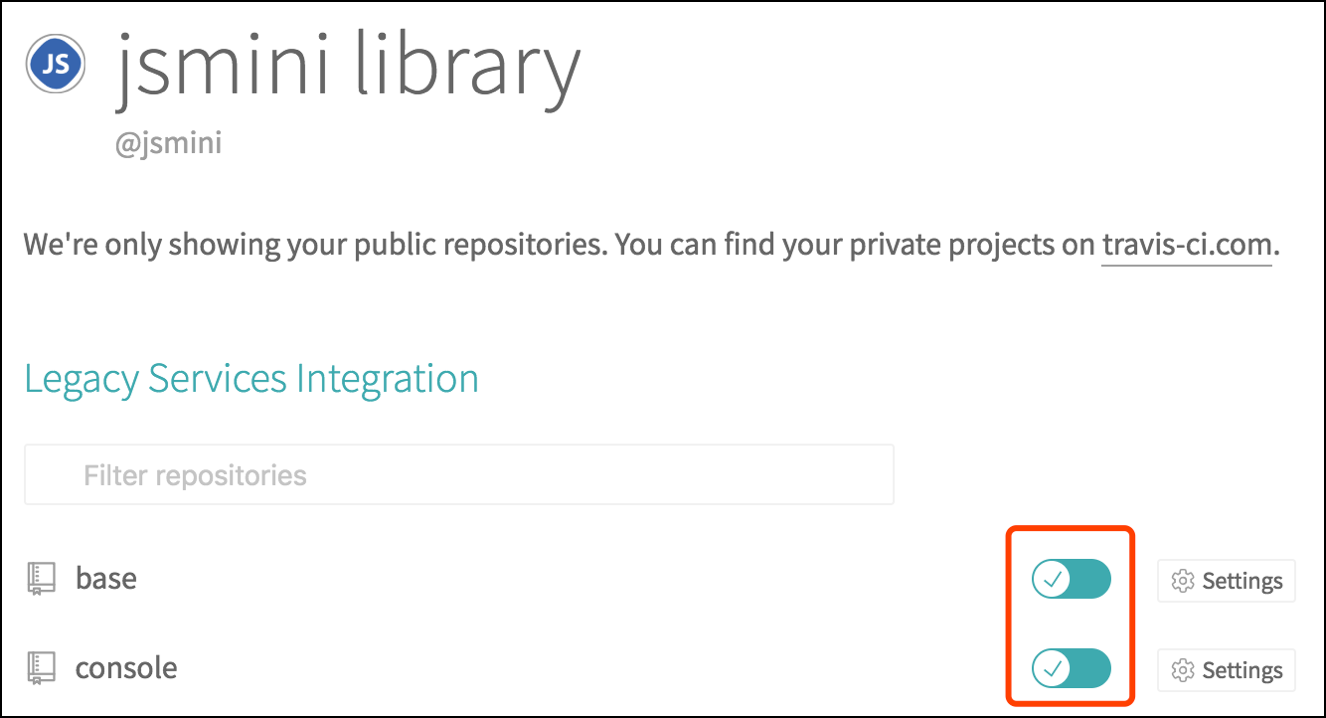 JS
jsmini library
@jsmini
We're only showing your public repositories. You can find your private projects on travis-ci.com.
Legacy Services Integration
Filter repositories
base
Settings
console
Settings